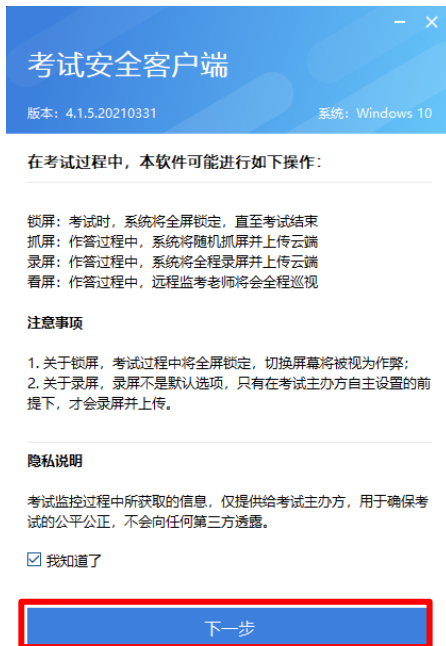 考试安全客户端
版本：4.1.5.20210331 系统：Windows 10
在考试过程中，本软件可能进行如下操作：
锁屏：考试时，系统将全屏锁定，直至考试结束
抓屏：作答过程中，系统将随机抓屏并上传云端
录屏：作答过程中，系统将全程录屏并上传云端
看屏：作答过程中，远程监考老师将会全程巡视
注意事项
1. 关于锁屏，考试过程中将全屏锁定，切换屏幕将被视为作弊；
2. 关于录屏，录屏不是默认选项，只有在考试主办方自主设置的前
提下，才会录屏并上传。
隐私说明
考试监控过程中所获取的信息，仅提供给考试主办方，用于确保考
试的公平公正，不会向任何第三方透露。
我知道了
下一步